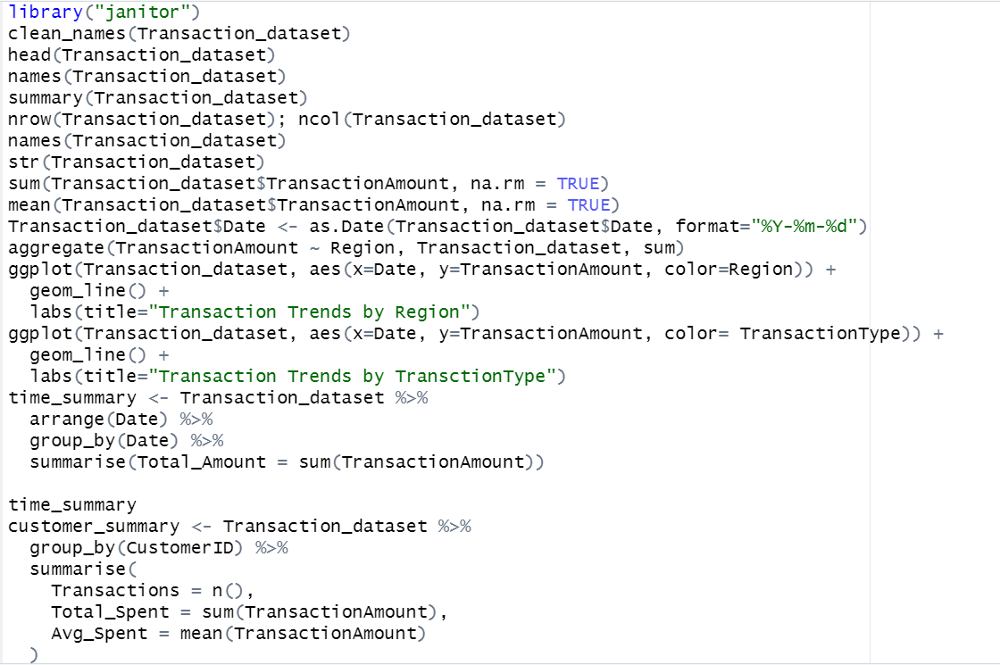 library("janitor")
clean_names(Transaction_dataset)
head(Transaction_dataset)
names(Transaction_dataset)
summary(Transaction_dataset)
nrow(Transaction_dataset); ncol(Transaction_dataset)
names(Transaction_dataset)
str(Transaction_dataset)
sum(Transaction_dataset$TransactionAmount, na.rm = TRUE)
mean(Transaction_dataset$TransactionAmount, na.rm = TRUE)
Transaction_dataset$Date <- as.Date(Transaction_dataset$Date, format="%Y-%m-%d")
aggregate(TransactionAmount ~ Region, Transaction_dataset, sum)
ggplot(Transaction_dataset, aes(x=Date, y=TransactionAmount, color=Region)) +
  geom_line() +
  labs(title="Transaction Trends by Region")
ggplot(Transaction_dataset, aes(x=Date, y=TransactionAmount, color= TransactionType)) +
  geom_line() +
  labs(title="Transaction Trends by TransctionType")
time_summary <- Transaction_dataset %>%
  arrange(Date) %>%
  group_by(Date) %>%
  summarise(Total_Amount = sum(TransactionAmount))

time_summary
customer_summary <- Transaction_dataset %>%
  group_by(CustomerID) %>%
  summarise(
    Transactions = n(),
    Total_Spent = sum(TransactionAmount),
    Avg_Spent = mean(TransactionAmount)
  )